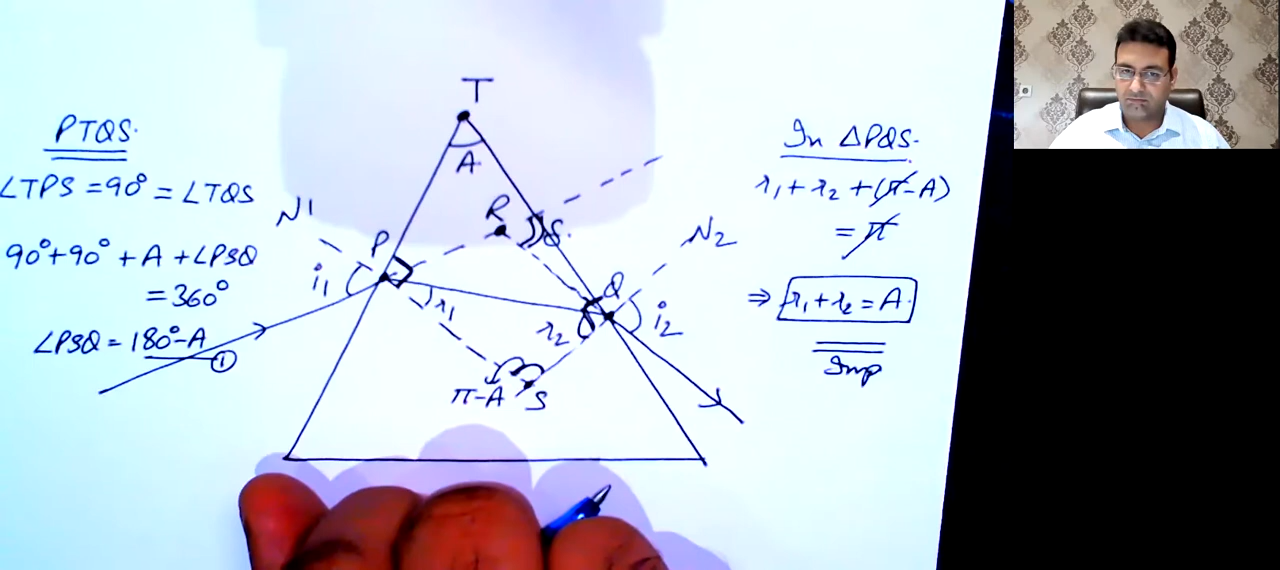 PTQS.
∠TPS = 90° = ∠TQS
90° + 90° + A + ∠PSQ
= 360°
∠PSQ = 180° - A
①
T
A
N1
P
i1
r1
R
δ
N2
Q
i2
r2
π-A
S
In ΔPQS.
r1 + r2 + (π - A)
= π
⇒ r1 + r2 = A.
Imp